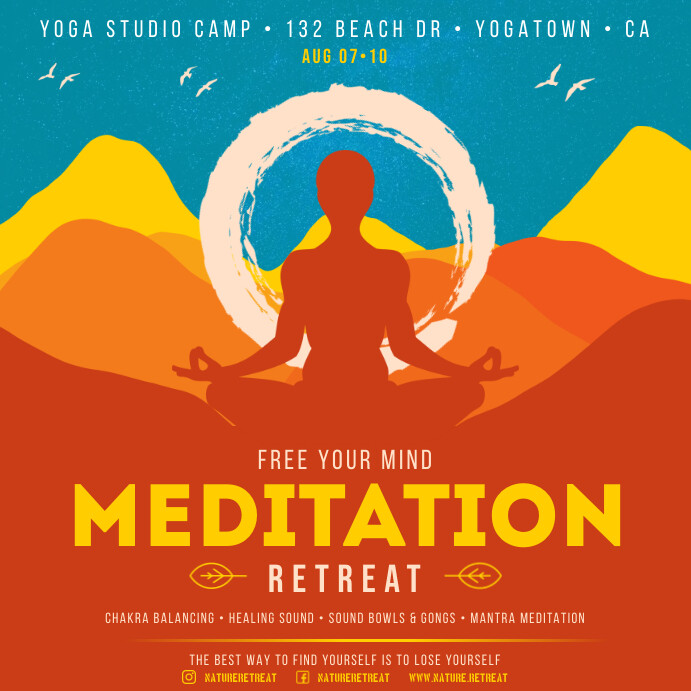 YOGA STUDIO CAMP • 132 BEACH DR • YOGATOWN • CA
AUG 07•10
FREE YOUR MIND
MEDITATION
RETREAT
CHAKRA BALANCING • HEALING SOUND • SOUND BOWLS & GONGS • MANTRA MEDITATION
THE BEST WAY TO FIND YOURSELF IS TO LOSE YOURSELF
NATURERETREAT NATURERETREAT WWW.NATURE.RETREAT